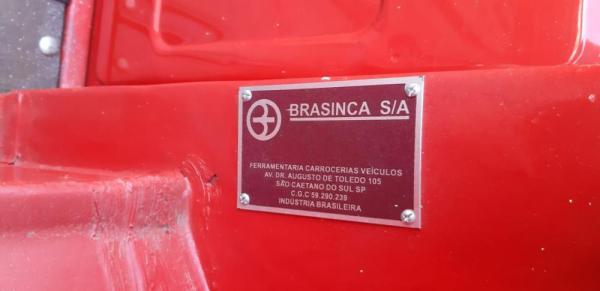 BRASINCA S/A
FERRAMENTARIA CARROCERIAS VEÍCULOS
AV. DR. AUGUSTO DE TOLEDO 105
SÃO CAETANO DO SUL SP
C.G.C 59.290.239
INDÚSTRIA BRASILEIRA